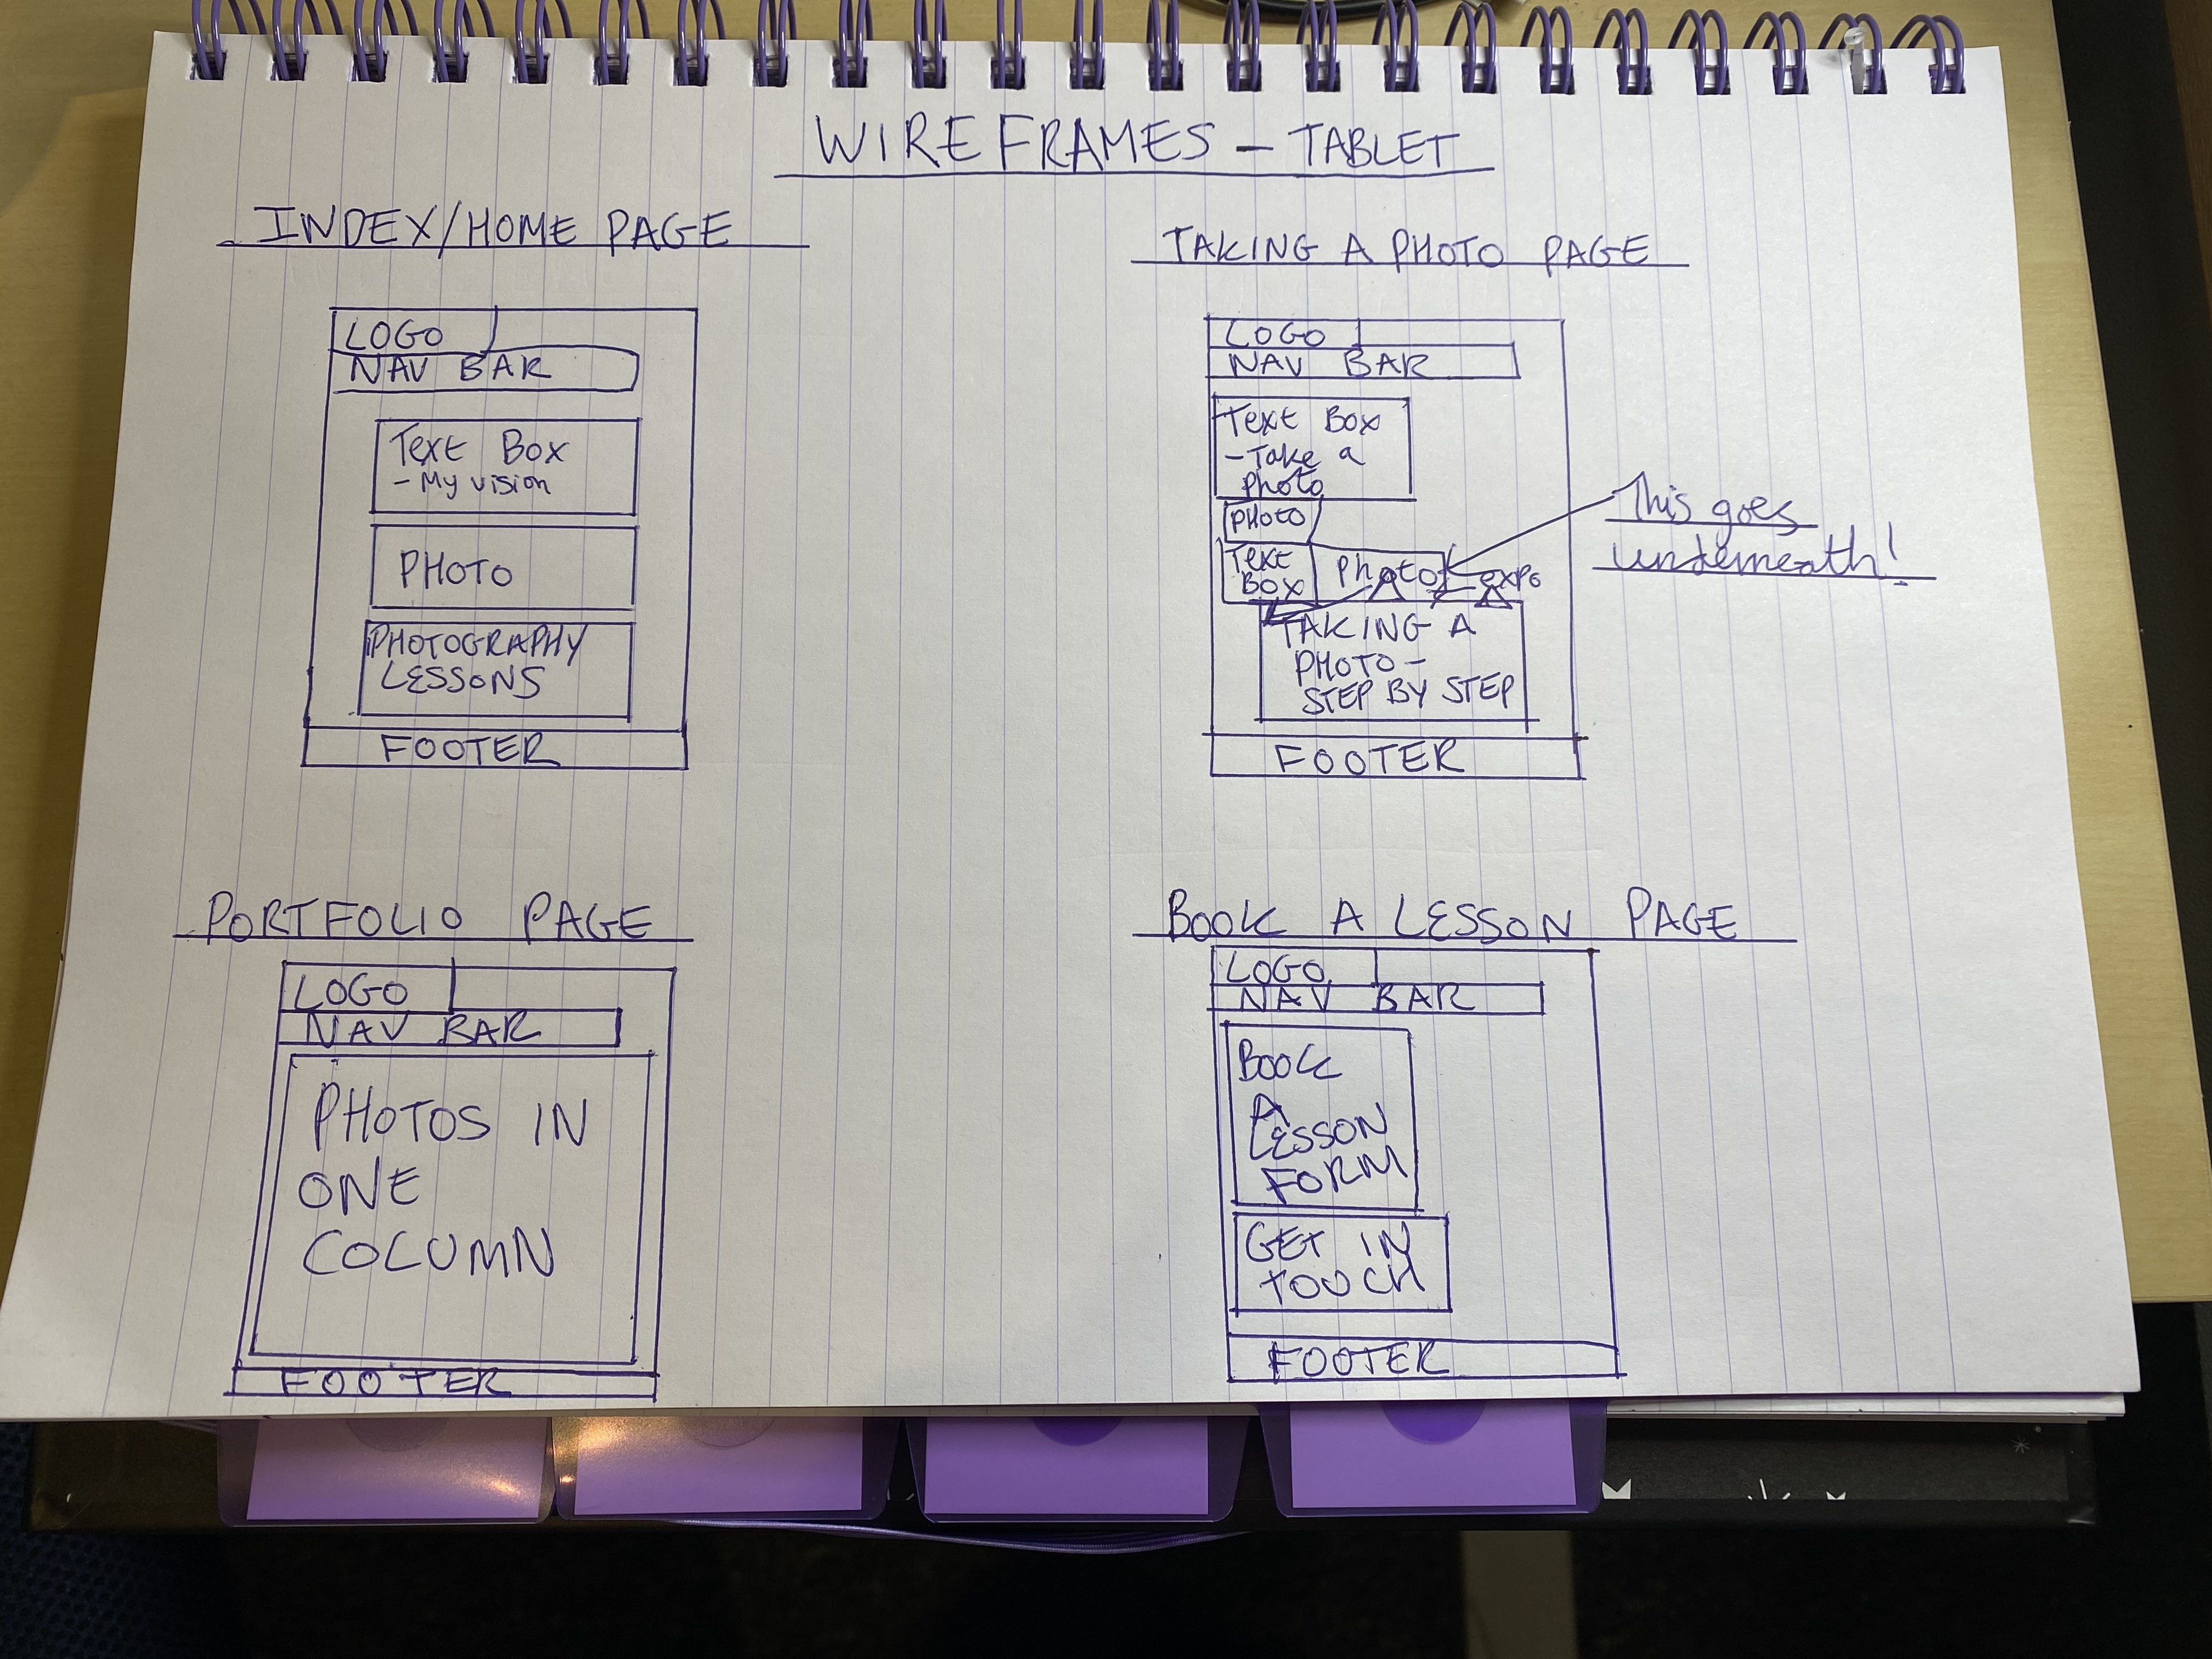 WIREFRAMES - TABLET
INDEX/HOME PAGE
LOGO
NAV BAR
Text Box
- My vision
PHOTO
PHOTOGRAPHY
LESSONS
FOOTER
TAKING A PHOTO PAGE
LOGO
NAV BAR
Text Box
- Take a
photo
PHOTO
Text
Box
Photo
expo
This goes
underneath!
TAKING A
PHOTO -
STEP BY STEP
FOOTER
PORTFOLIO PAGE
LOGO
NAV BAR
PHOTOS IN
ONE
COLUMN
FOOTER
BOOK A LESSON PAGE
LOGO
NAV BAR
BOOK
A
LESSON
FORM
GET IN
TOUCH
FOOTER